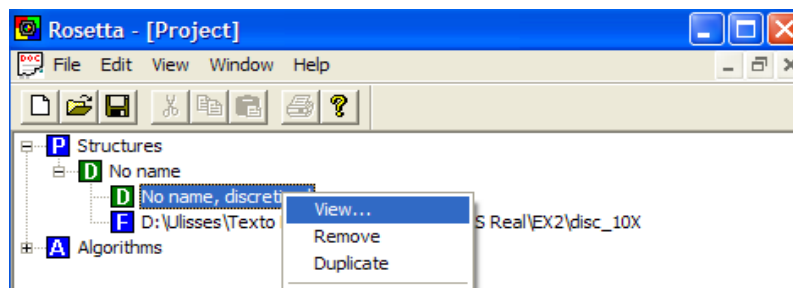 Rosetta - [Project]
DOC File Edit View Window Help
P Structures
D No name
D No name, discreti
View...
F D:\Ulisses\Texto S Real\EX2\disc_10X
Remove
A Algorithms
Duplicate